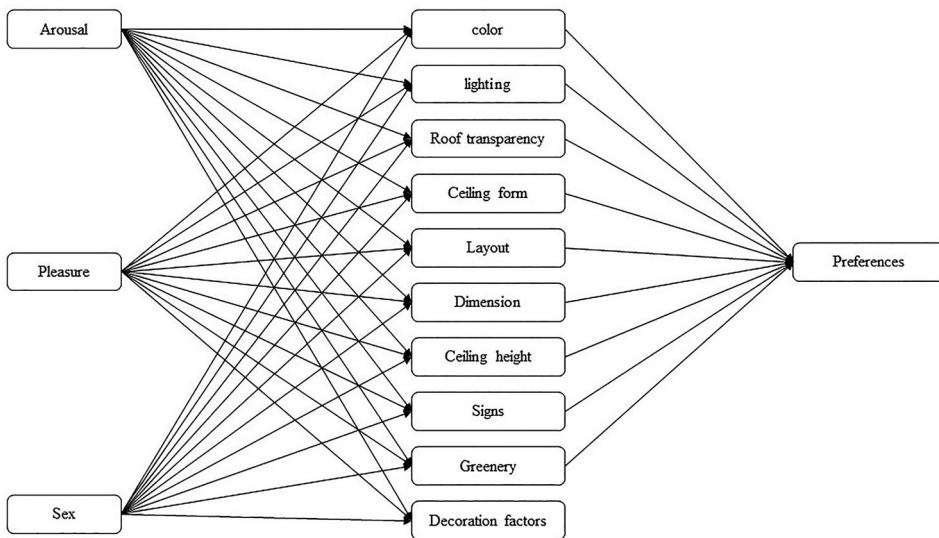 Arousal
color
lighting
Roof transparency
Ceiling form
Layout
Pleasure
Preferences
Dimension
Ceiling height
Signs
Greenery
Sex
Decoration factors